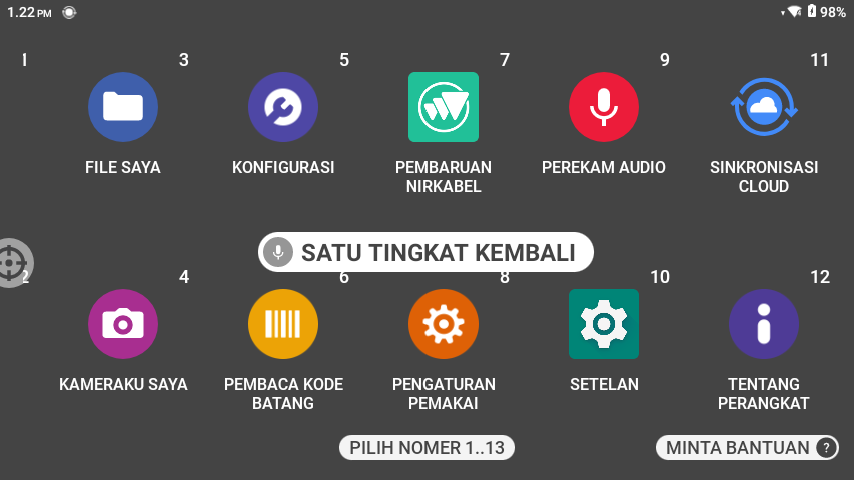 1.22 PM
98%
1
3
5
7
9
11
FILE SAYA
KONFIGURASI
PEMBARUAN
NIRKABEL
PEREKAM AUDIO
SINKRONISASI
CLOUD
SATU TINGKAT KEMBALI
2
4
6
8
10
12
KAMERAKU SAYA
PEMBACA KODE
BATANG
PENGATURAN
PEMAKAI
SETELAN
TENTANG
PERANGKAT
PILIH NOMER 1..13
MINTA BANTUAN ?